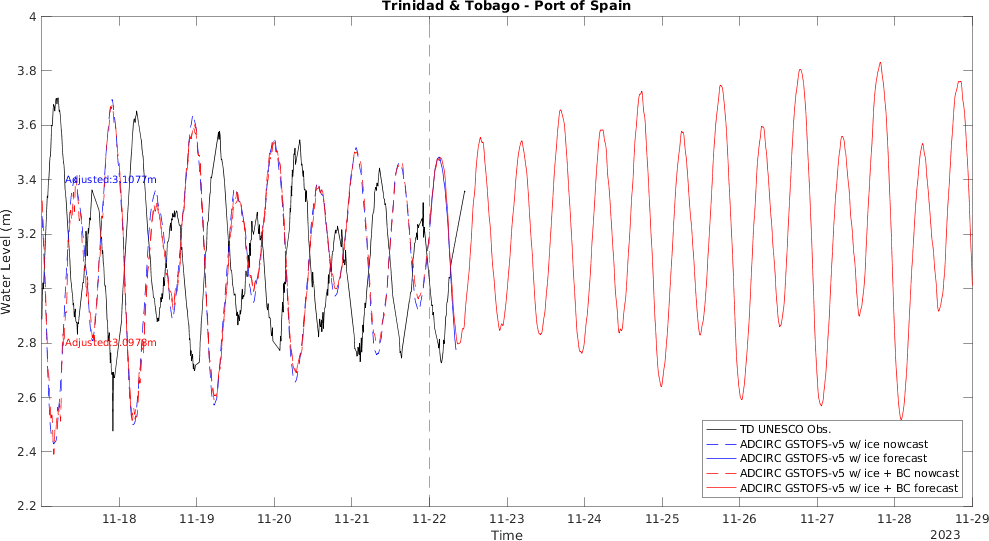 Trinidad & Tobago - Port of Spain
Water Level (m)
4
3.8
3.6
3.4
3.2
3
2.8
2.6
2.4
2.2
Adjusted:3.1077m
Adjusted:3.0978m
TD UNESCO Obs.
ADCIRC GSTOFS-v5 w/ ice nowcast
ADCIRC GSTOFS-v5 w/ ice forecast
ADCIRC GSTOFS-v5 w/ ice + BC nowcast
ADCIRC GSTOFS-v5 w/ ice + BC forecast
11-18 11-19 11-20 11-21 11-22 11-23 11-24 11-25 11-26 11-27 11-28 11-29
Time
2023